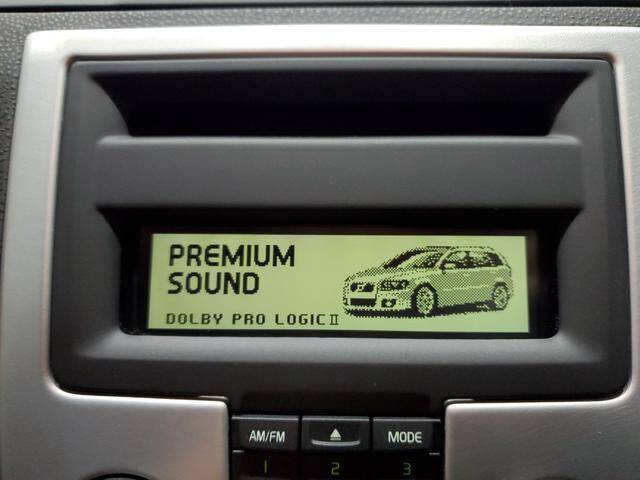 PREMIUM
SOUND
DOLBY PRO LOGIC II
AM/FM
MODE
1 2 3